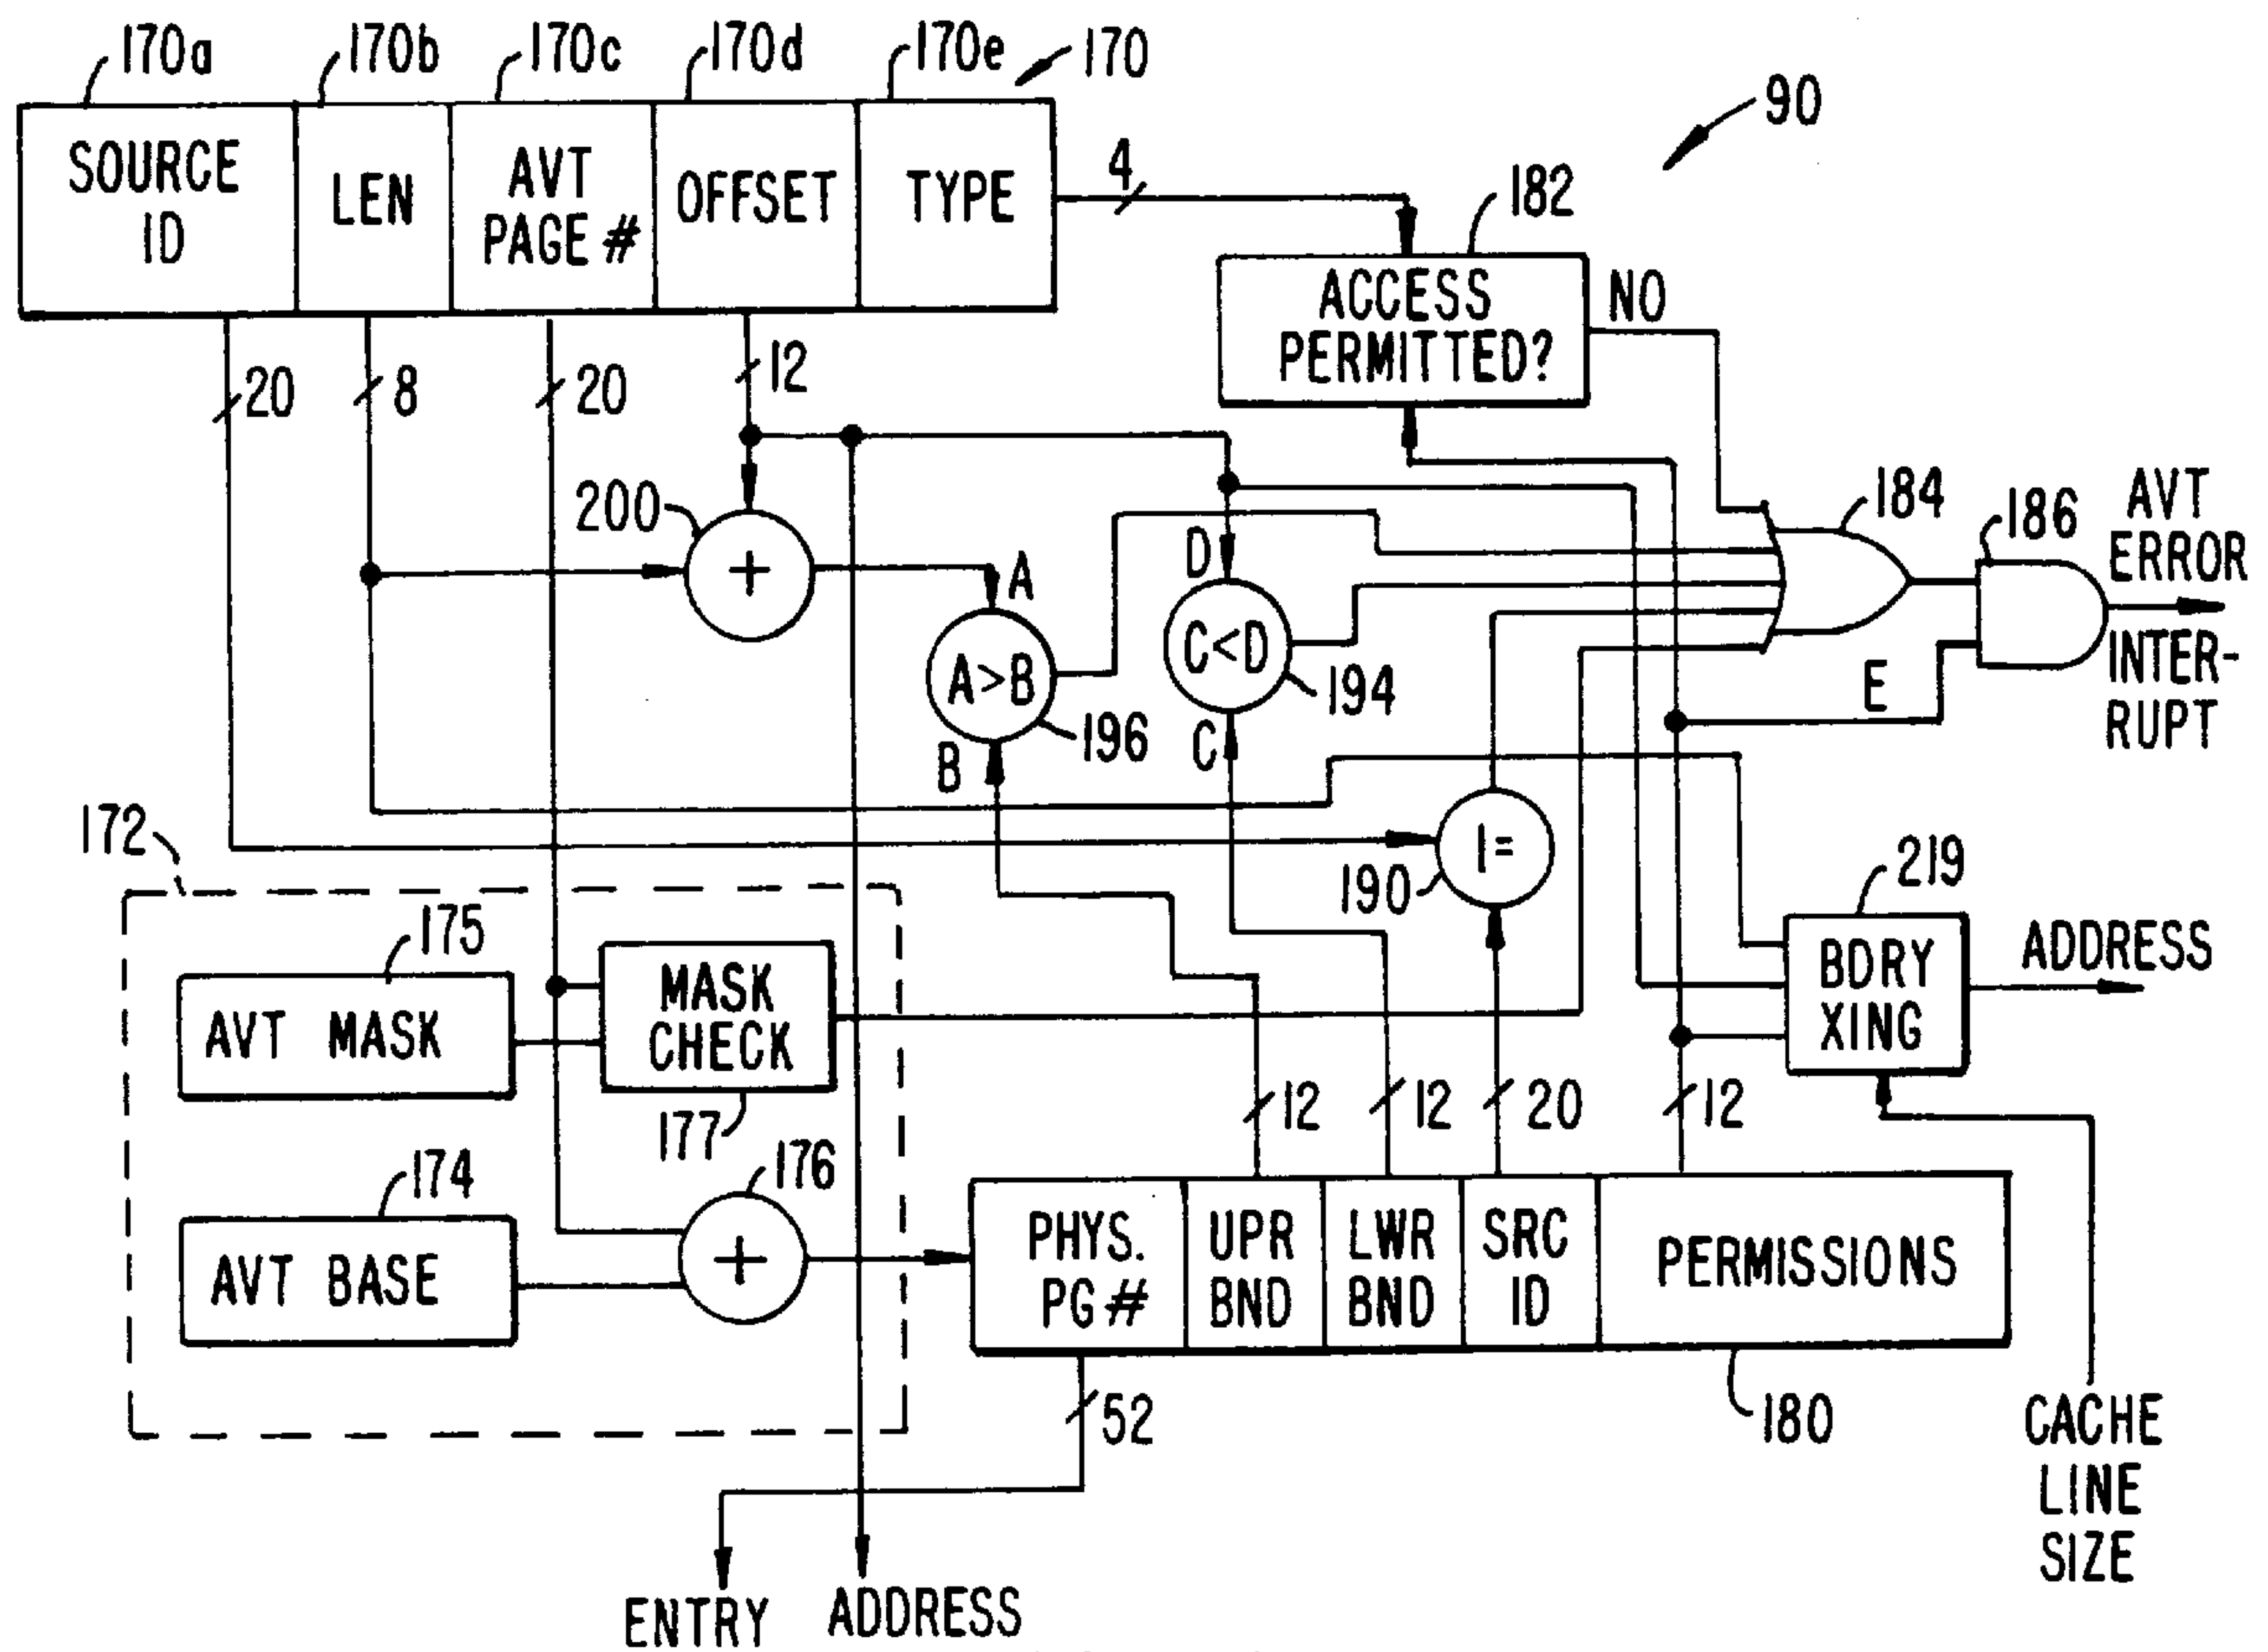 170a
170b
170c
170d
170e
170
90
SOURCE
ID
LEN
AVT
PAGE #
OFFSET
TYPE
4
182
ACCESS
PERMITTED?
NO
20
8
20
12
200
+
A
A>B
B
196
D
C<D
C
194
184
186
AVT
ERROR
INTER-
RUPT
E
172
190
!=
219
BDRY
XING
ADDRESS
175
AVT MASK
MASK
CHECK
177
174
AVT BASE
176
+
12
12
20
12
PHYS.
PG #
UPR
BND
LWR
BND
SRC
ID
PERMISSIONS
52
180
CACHE
LINE
SIZE
ENTRY
ADDRESS